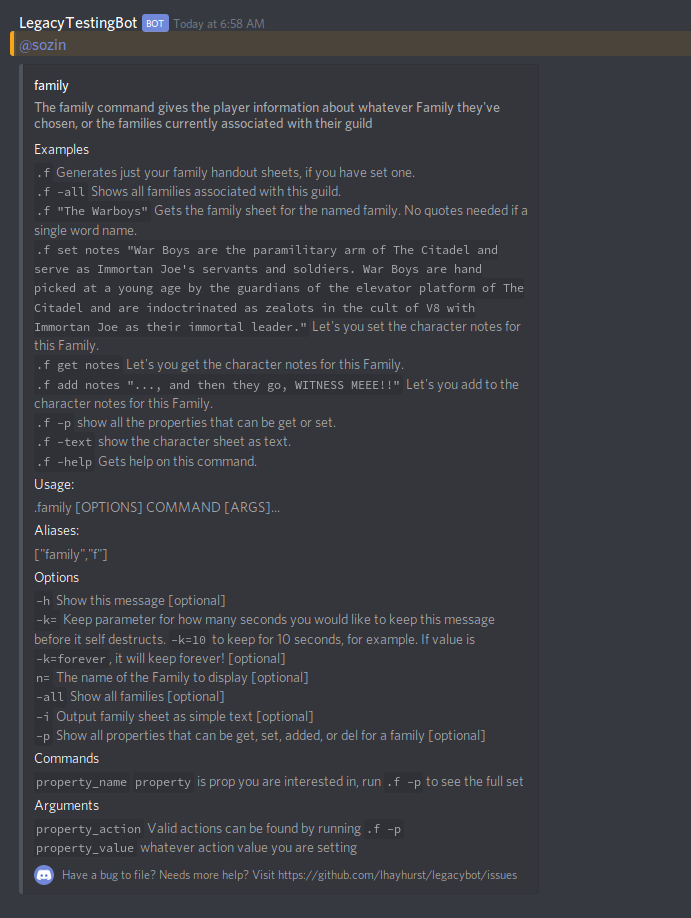 LegacyTestingBot BOT Today at 6:58 AM
@sozin
family
The family command gives the player information about whatever Family they've
chosen, or the families currently associated with their guild
Examples
.f Generates just your family handout sheets, if you have set one.
.f -all Shows all families associated with this guild.
.f "The Warboys" Gets the family sheet for the named family. No quotes needed if a
single word name.
.f set notes "War Boys are the paramilitary arm of The Citadel and
serve as Immortan Joe's servants and soldiers. War Boys are hand
picked at a young age by the guardians of the elevator platform of The
Citadel and are indoctrinated as zealots in the cult of V8 with
Immortan Joe as their immortal leader." Let's you set the character notes for
this Family.
.f get notes Let's you get the character notes for this Family.
.f add notes "..., and then they go, WITNESS MEEE!!" Let's you add to the
character notes for this Family.
.f -p show all the properties that can be get or set.
.f -text show the character sheet as text.
.f -help Gets help on this command.
Usage:
.family [OPTIONS] COMMAND [ARGS]...
Aliases:
["family","f"]
Options
-h Show this message [optional]
-k= Keep parameter for how many seconds you would like to keep this message
before it self destructs. -k=10 to keep for 10 seconds, for example. If value is
-k=forever, it will keep forever! [optional]
n= The name of the Family to display [optional]
-all Show all families [optional]
-i Output family sheet as simple text [optional]
-p Show all properties that can be get, set, added, or del for a family [optional]
Commands
property_name property is prop you are interested in, run .f -p to see the full set
Arguments
property_action Valid actions can be found by running .f -p
property_value whatever action value you are setting
Have a bug to file? Needs more help? Visit https://github.com/lhayhurst/legacybot/issues